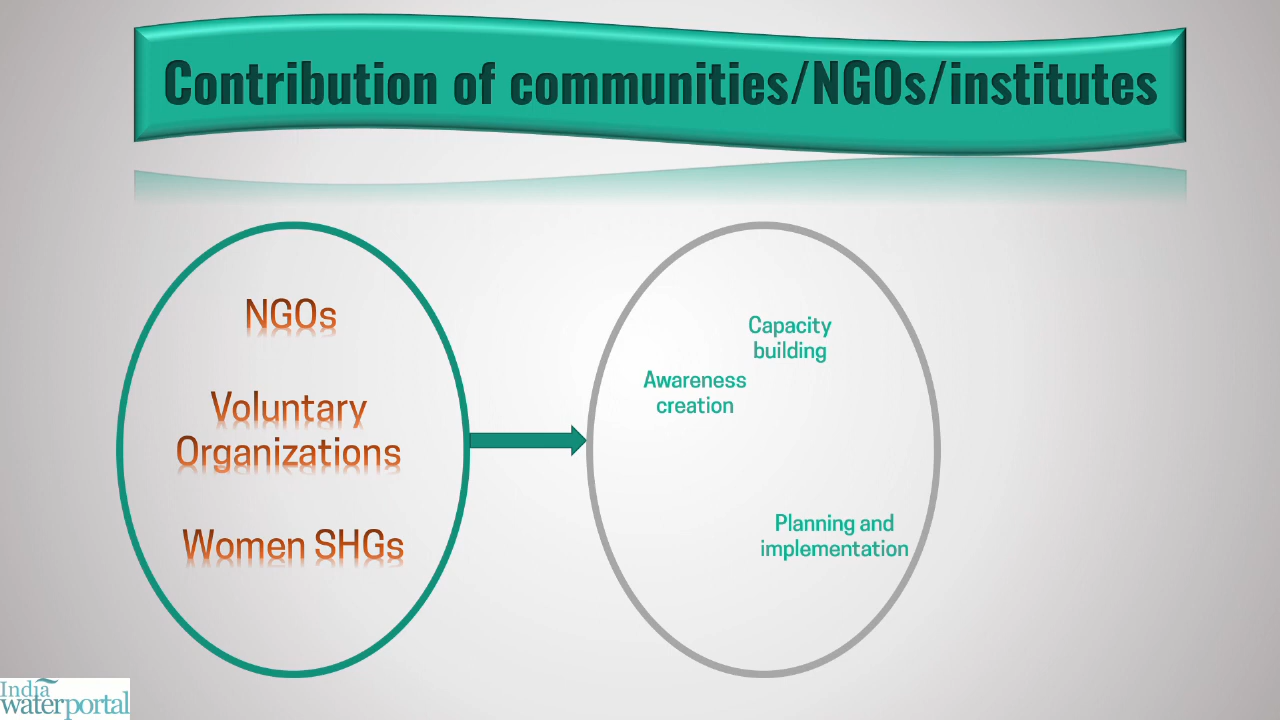 Contribution of communities/NGOs/institutes
NGOs
Voluntary
Organizations
Women SHGs
Capacity
building
Awareness
creation
Planning and
implementation
India
waterportal